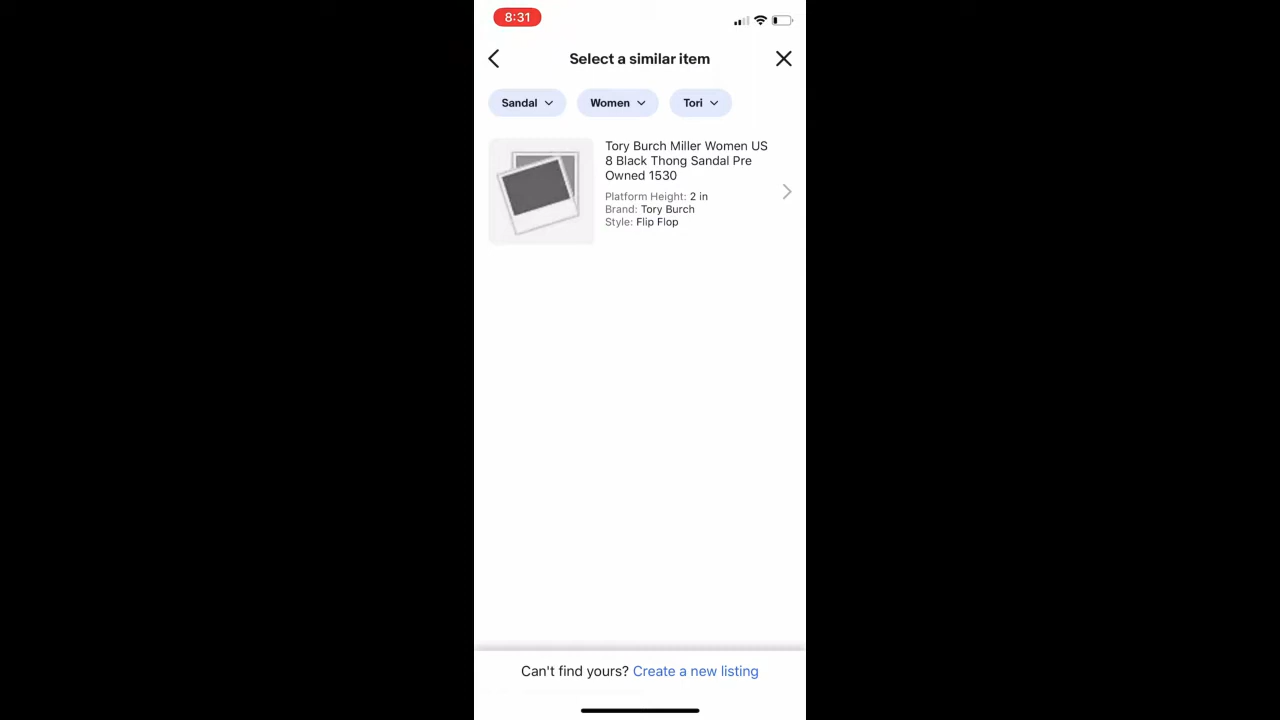 8:31
Select a similar item
Sandal
Women
Tori
Tory Burch Miller Women US
8 Black Thong Sandal Pre
Owned 1530
Platform Height: 2 in
Brand: Tory Burch
Style: Flip Flop
Can't find yours? Create a new listing